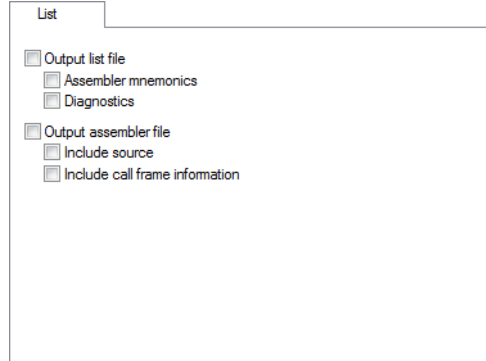 List
Output list file
Assembler mnemonics
Diagnostics
Output assembler file
Include source
Include call frame information